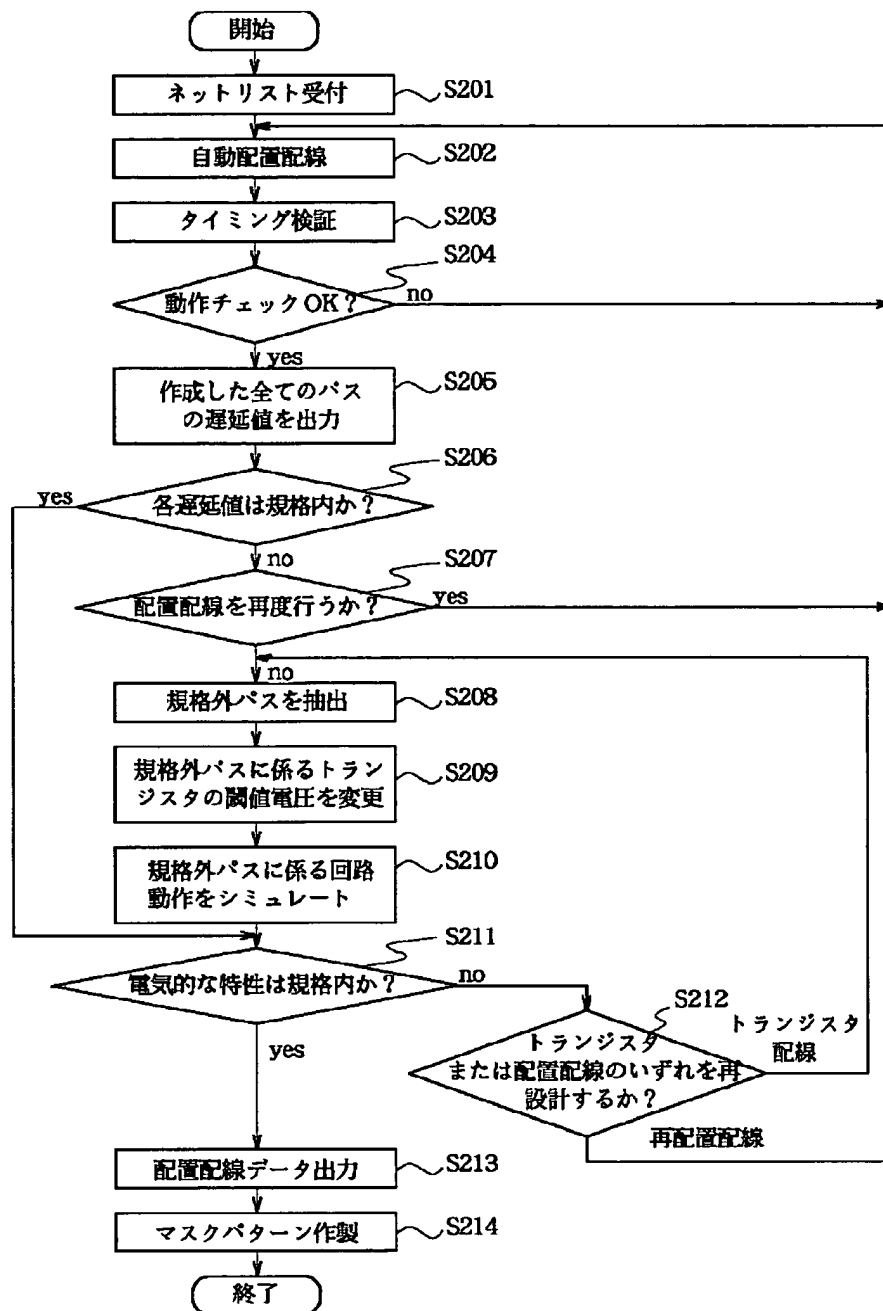 開始
ネットリスト受付
S201
自動配置配線
S202
タイミング検証
S203
S204
動作チェックOK？
no
yes
作成した全てのパス
の遅延値を出力
S205
S206
yes
各遅延値は規格内か？
no
S207
配置配線を再度行うか？
yes
no
規格外パスを抽出
S208
規格外パスに係るトラン
ジスタの閾値電圧を変更
S209
規格外パスに係る回路
動作をシミュレート
S210
S211
電気的な特性は規格内か？
no
yes
S212
トランジスタ
または配置配線のいずれを再
設計するか？
トランジスタ
配線
再配置配線
配置配線データ出力
S213
マスクパターン作製
S214
終了